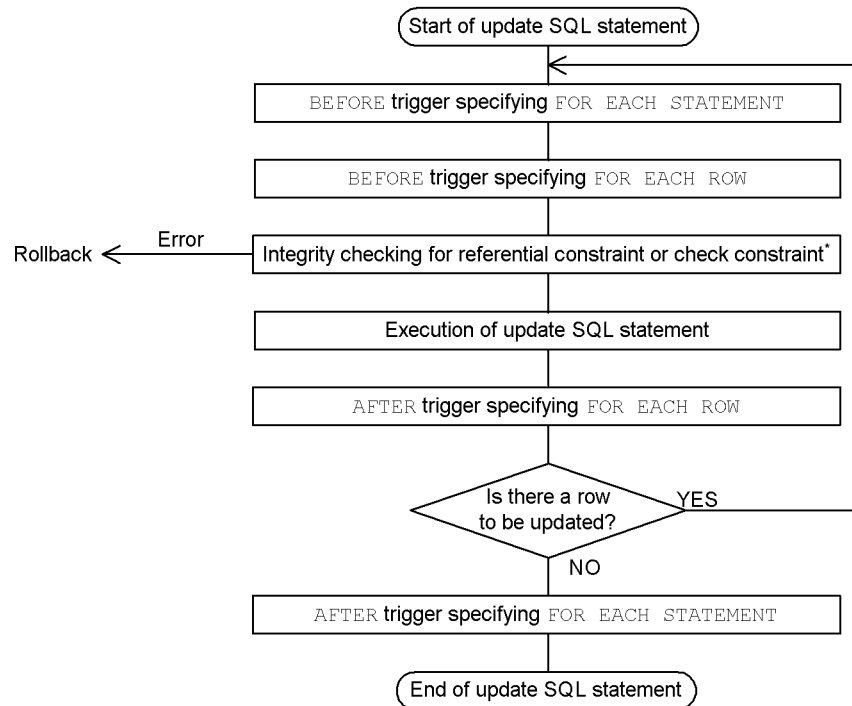 Start of update SQL statement
BEFORE trigger specifying FOR EACH STATEMENT
BEFORE trigger specifying FOR EACH ROW
Rollback
Error
Integrity checking for referential constraint or check constraint*
Execution of update SQL statement
AFTER trigger specifying FOR EACH ROW
Is there a row
to be updated?
YES
NO
AFTER trigger specifying FOR EACH STATEMENT
End of update SQL statement